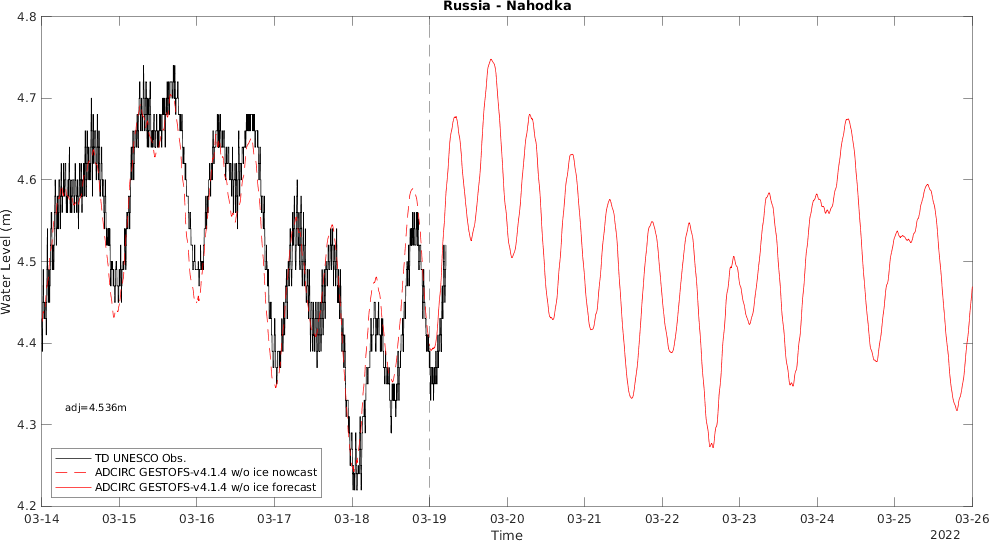 Russia - Nahodka
4.8
4.7
4.6
4.5
4.4
4.3
4.2
Water Level (m)
adj=4.536m
TD UNESCO Obs.
ADCIRC GESTOFS-v4.1.4 w/o ice nowcast
ADCIRC GESTOFS-v4.1.4 w/o ice forecast
03-14 03-15 03-16 03-17 03-18 03-19 03-20 03-21 03-22 03-23 03-24 03-25 03-26
Time
2022